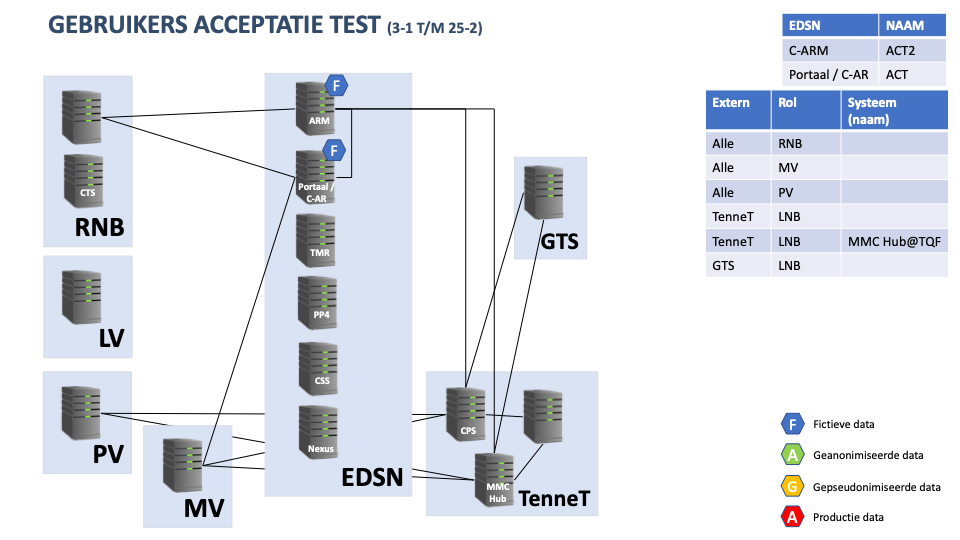 GEBRUIKERS ACCEPTATIE TEST (3-1 T/M 25-2)
EDSN NAAM
C-ARM ACT2
Portaal / C-AR ACT
Extern Rol Systeem
(naam)
Alle RNB
Alle MV
Alle PV
TenneT LNB
TenneT LNB MMC Hub@TQF
GTS LNB
F
ARM
F
Portaal /
C-AR
CTS
RNB
TMR
GTS
PP4
LV
CSS
CPS
PV
Nexus
EDSN
MMC
Hub
TenneT
MV
F Fictieve data
A Geanonimiseerde data
G Gepseudonimiseerde data
A Productie data